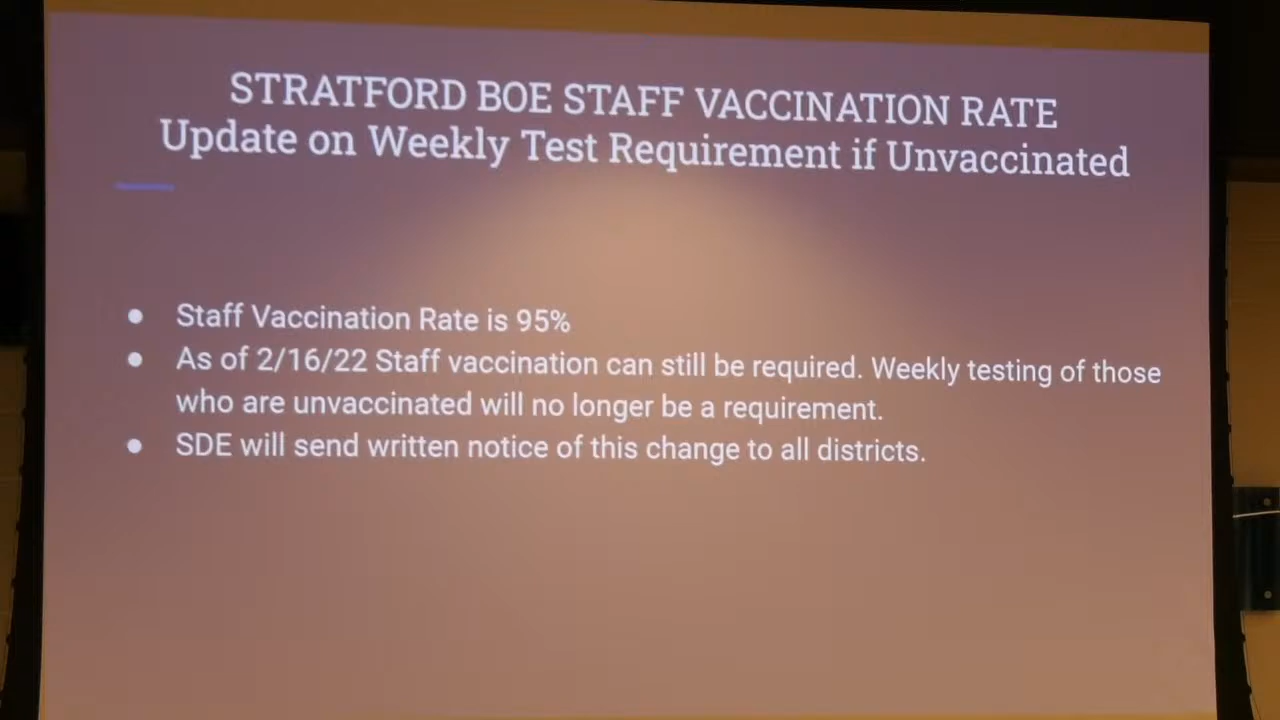 STRATFORD BOE STAFF VACCINATION RATE
Update on Weekly Test Requirement if Unvaccinated
● Staff Vaccination Rate is 95%
● As of 2/16/22 Staff vaccination can still be required. Weekly testing of those
who are unvaccinated will no longer be a requirement.
● SDE will send written notice of this change to all districts.